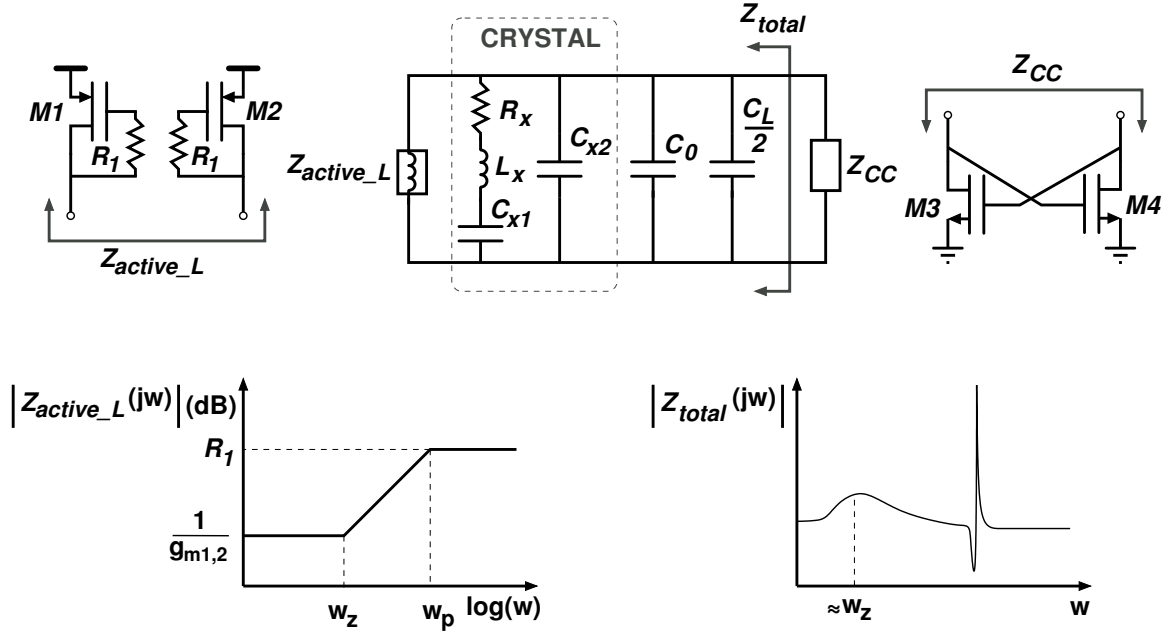 Z_total
CRYSTAL
Z_CC
M1
M2
R_1
R_1
Z_active_L
Z_active_L
R_x
L_x
C_x1
C_x2
C_0
C_L
2
Z_CC
M3
M4
|Z_active_L(jw)|(dB)
R_1
1
g_m1,2
w_z
w_p
log(w)
|Z_total(jw)|
≈w_z
w